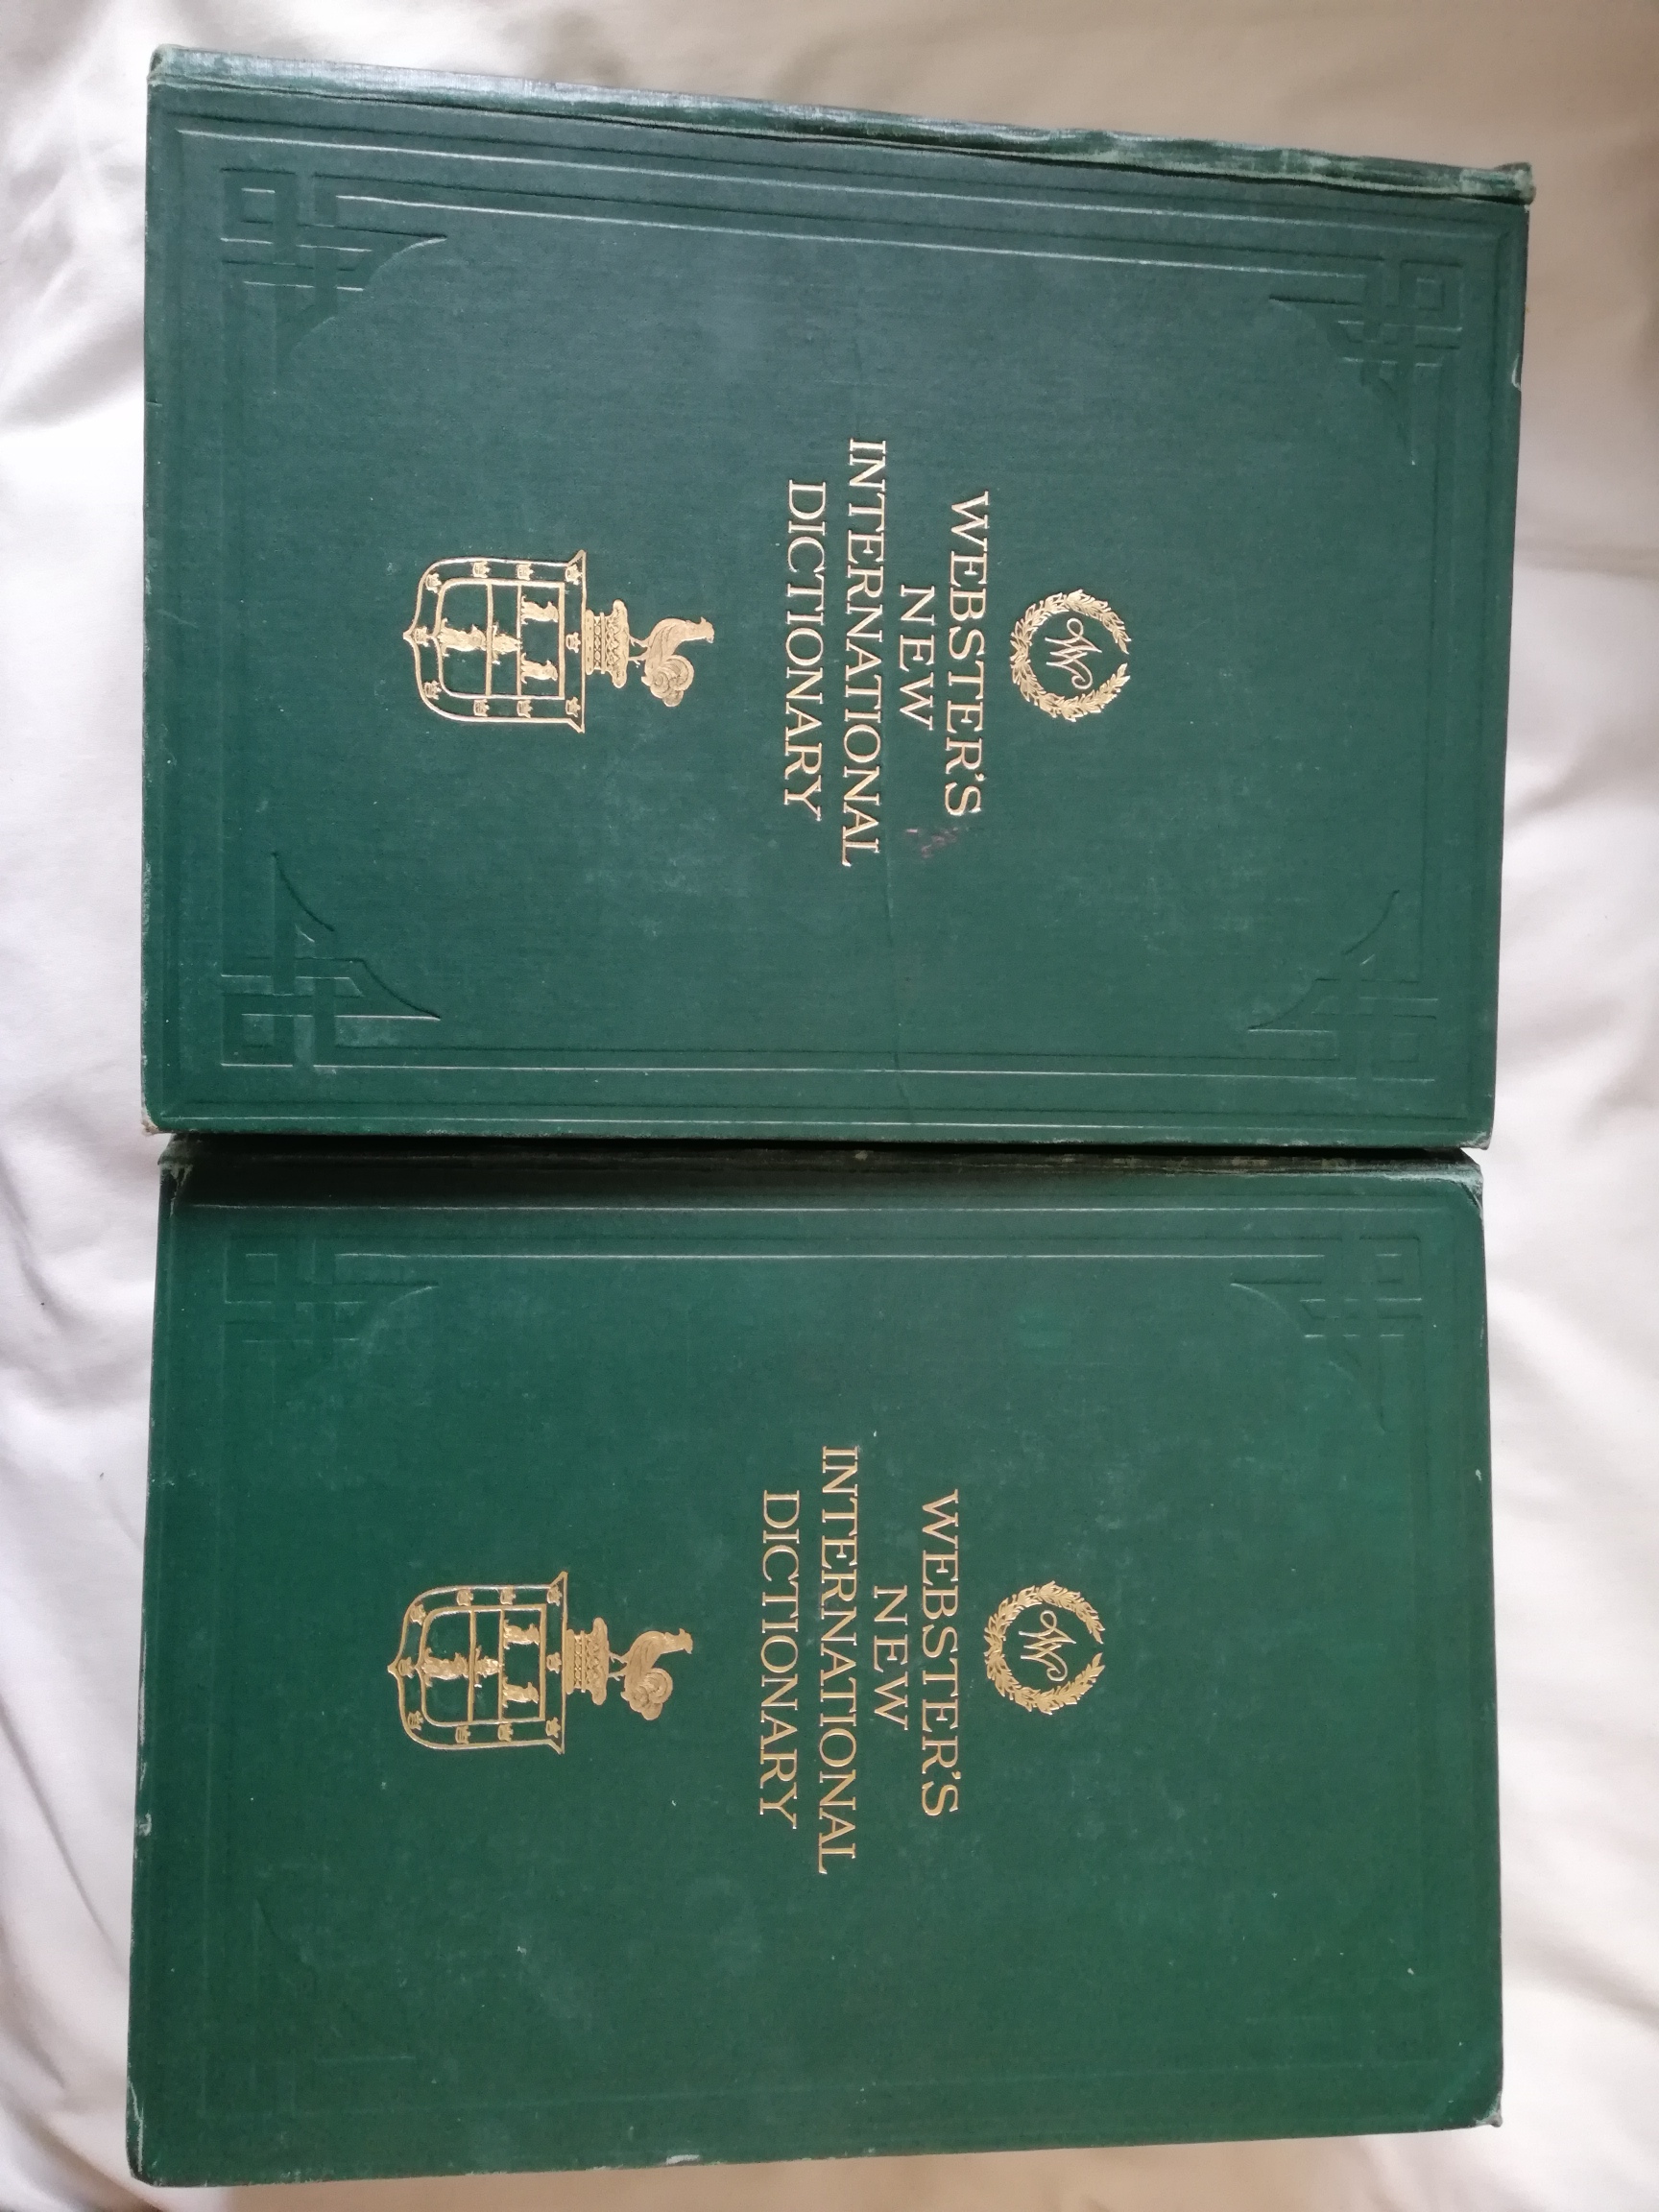 W
WEBSTER'S
NEW
INTERNATIONAL
DICTIONARY
W
WEBSTER'S
NEW
INTERNATIONAL
DICTIONARY